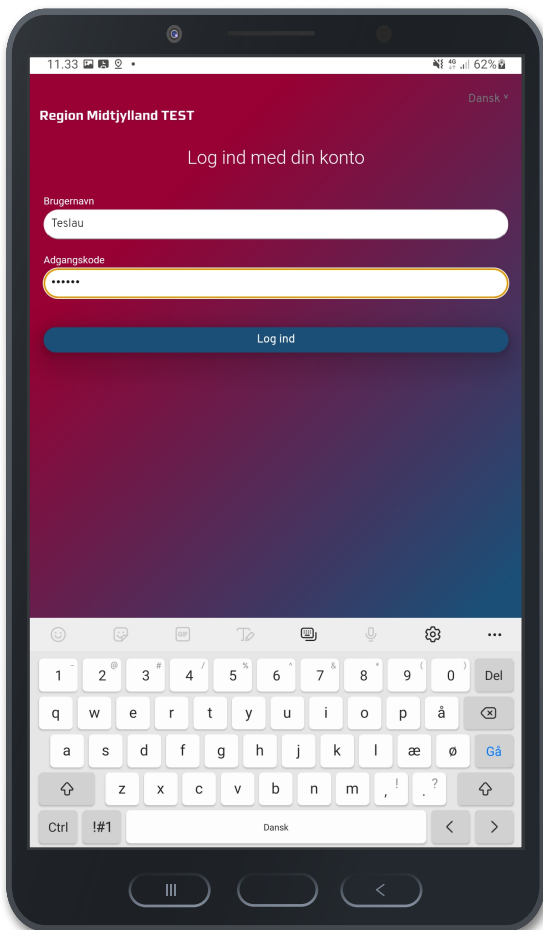 11.33 62%
Dansk ˅
Region Midtjylland TEST
Log ind med din konto
Brugernavn
Teslau
Adgangskode
••••••
Log ind
GIF
1 - 2 @ 3 # 4 / 5 % 6 ^ 7 & 8 * 9 ( 0 ) Del
q w e r t y u i o p å
a s d f g h j k l æ ø Gå
z x c v b n m , ! . ?
Ctrl !#1 Dansk < >